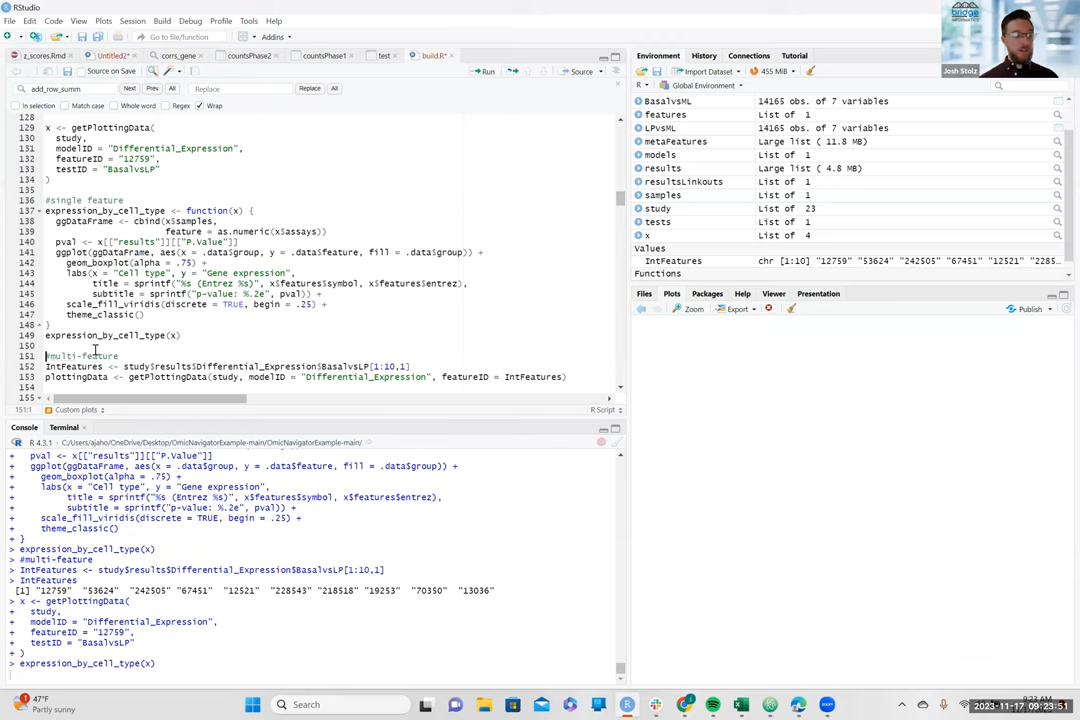 RStudio
File Edit Code View Plots Session Build Debug Profile Tools Help
Go to file/function
Addins
z_scores.Rmd
Untitled2*
corrs_gene
countsPhase2
countsPhase1
test
build.R*
Source on Save
Run
Source
add_row_summ
Next Prev All
Replace
Replace All
In selection Match case Whole word Regex Wrap
128
129 x <- getPlottingData(
130 study,
131 modelID = "Differential_Expression",
132 featureID = "12759",
133 testID = "BasalvsLP"
134 )
135
136 #single feature
137 expression_by_cell_type <- function(x) {
138 ggDataFrame <- cbind(x$samples,
139 feature = as.numeric(x$assays))
140 pval <- x[["results"]][["P.Value"]]
141 ggplot(ggDataFrame, aes(x = .data$group, y = .data$feature, fill = .data$group)) +
142 geom_boxplot(alpha = .75) +
143 labs(x = "Cell type", y = "Gene expression",
144 title = sprintf("%s (Entrez %s)", x$features$symbol, x$features$entrez),
145 subtitle = sprintf("p-value: %.2e", pval)) +
146 scale_fill_viridis(discrete = TRUE, begin = .25) +
147 theme_classic()
148 }
149 expression_by_cell_type(x)
150
151 #multi-feature
152 IntFeatures <- study$results$Differential_Expression$BasalvsLP[1:10,1]
153 plottingData <- getPlottingData(study, modelID = "Differential_Expression", featureID = IntFeatures)
154
155
151:1 Custom plots R Script
Console Terminal
R 4.3.1 · C:/Users/ajaho/OneDrive/Desktop/OmicNavigatorExample-main/OmicNavigatorExample-main/
+ pval <- x[["results"]][["P.Value"]]
+ ggplot(ggDataFrame, aes(x = .data$group, y = .data$feature, fill = .data$group)) +
+ geom_boxplot(alpha = .75) +
+ labs(x = "Cell type", y = "Gene expression",
+ title = sprintf("%s (Entrez %s)", x$features$symbol, x$features$entrez),
+ subtitle = sprintf("p-value: %.2e", pval)) +
+ scale_fill_viridis(discrete = TRUE, begin = .25) +
+ theme_classic()
+ }
> expression_by_cell_type(x)
> #multi-feature
> IntFeatures <- study$results$Differential_Expression$BasalvsLP[1:10,1]
> IntFeatures
[1] "12759" "53624" "242505" "67451" "12521" "228543" "218518" "19253" "70350" "13036"
> x <- getPlottingData(
+ study,
+ modelID = "Differential_Expression",
+ featureID = "12759",
+ testID = "BasalvsLP"
+ )
> expression_by_cell_type(x)
Environment History Connections Tutorial
Import Dataset
455 MiB
R Global Environment
BasalvsML 14165 obs. of 7 variables
features List of 1
LPvsML 14165 obs. of 7 variables
metaFeatures Large list ( 11.8 MB)
models List of 1
results Large list ( 4.8 MB)
resultsLinkouts List of 1
samples List of 1
study List of 23
tests List of 1
x List of 4
Values
IntFeatures chr [1:10] "12759" "53624" "242505" "67451" "12521" "2285…
Functions
Files Plots Packages Help Viewer Presentation
Zoom Export Publish
bridge
Josh Stolz
47°F
Partly sunny
Search
zoom
2023-11-17 09:23:51